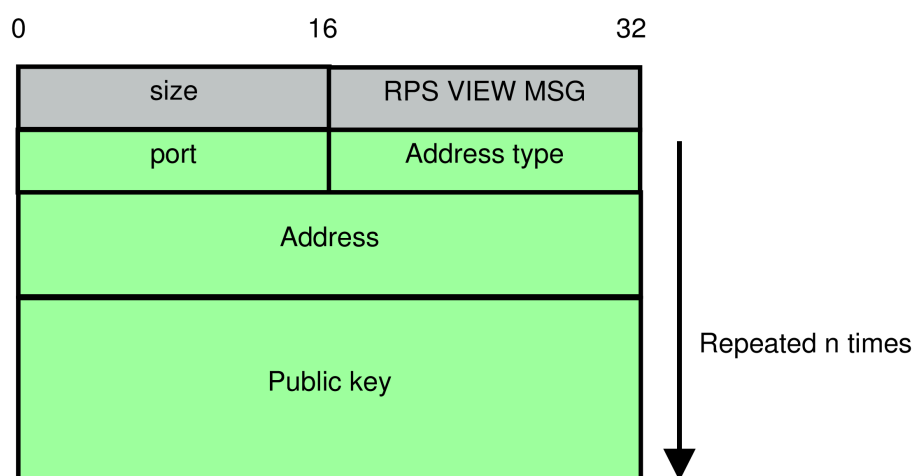 0 16 32
size RPS VIEW MSG
port Address type
Address
Repeated n times
Public key